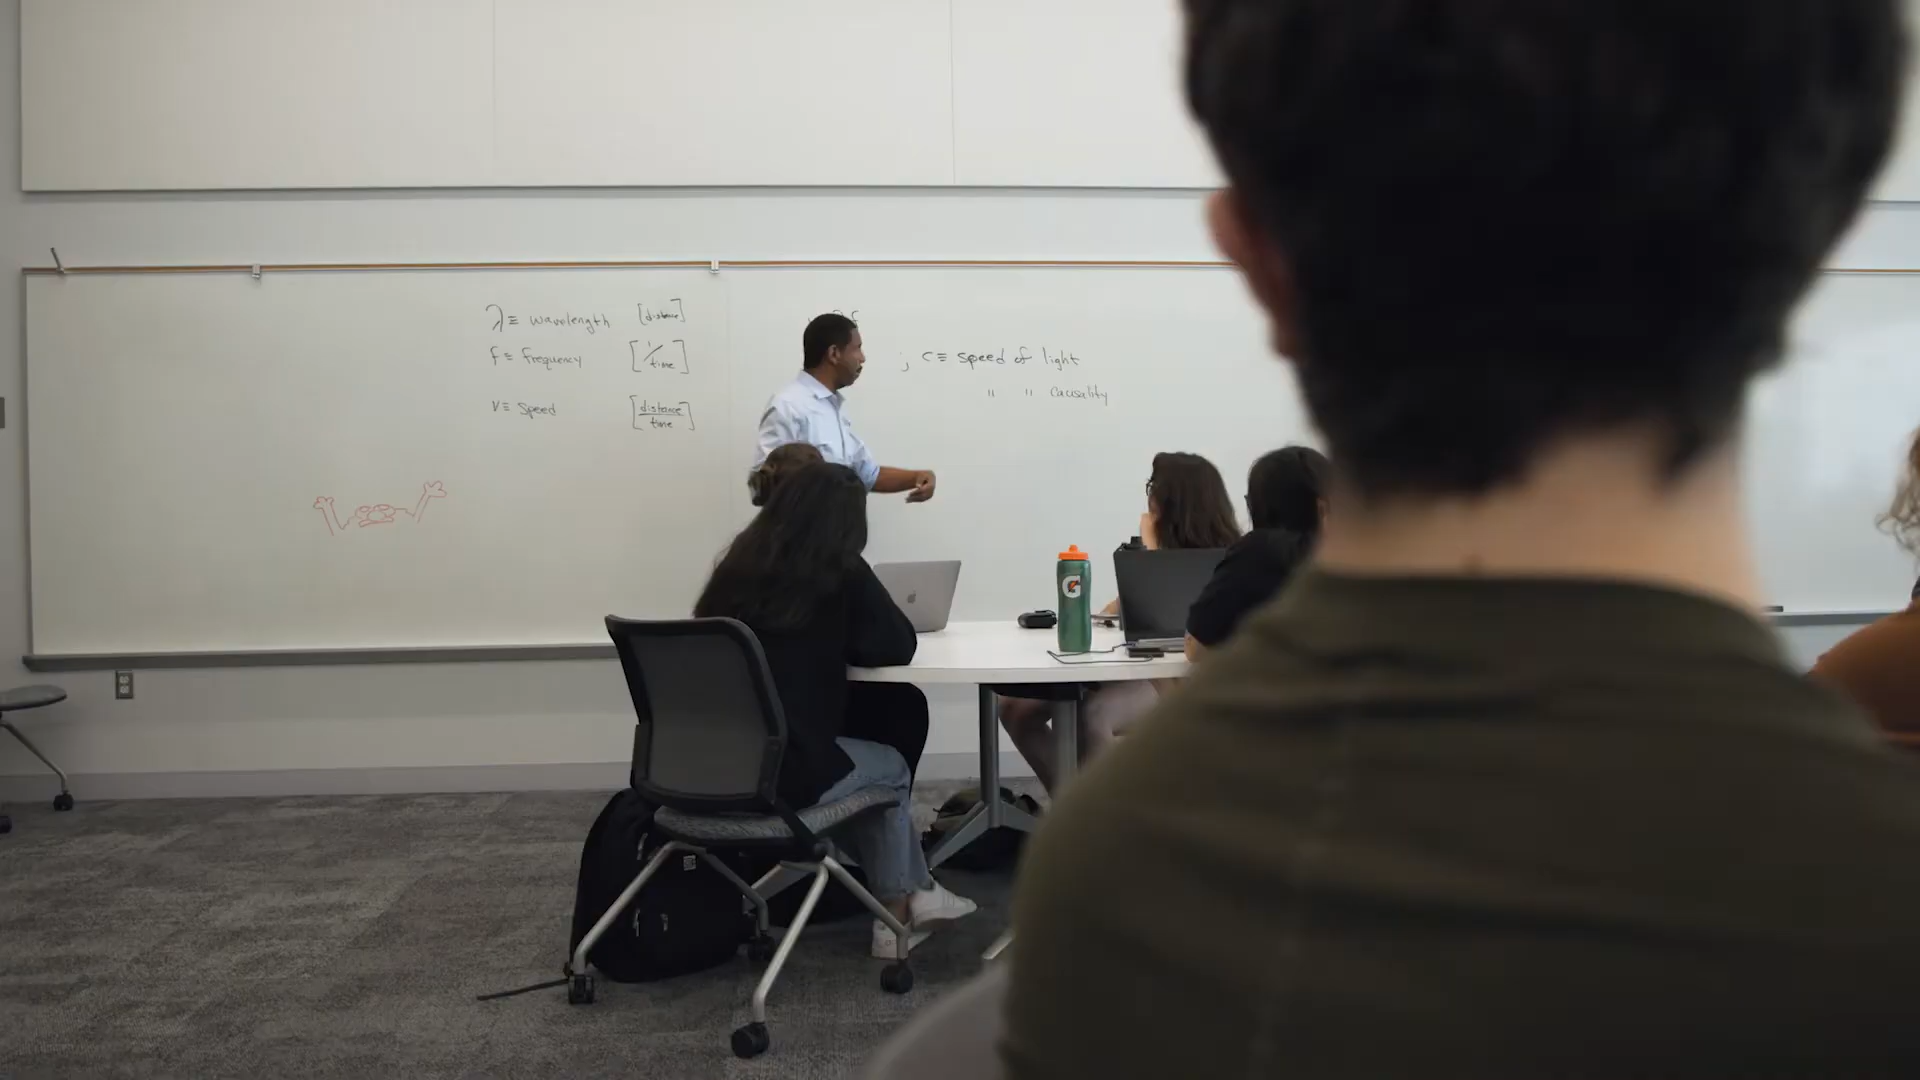 λ ≡ wavelength [distance]
f ≡ frequency [1/time]
v ≡ Speed [distance/time]
; c ≡ speed of light
" " Causality
G